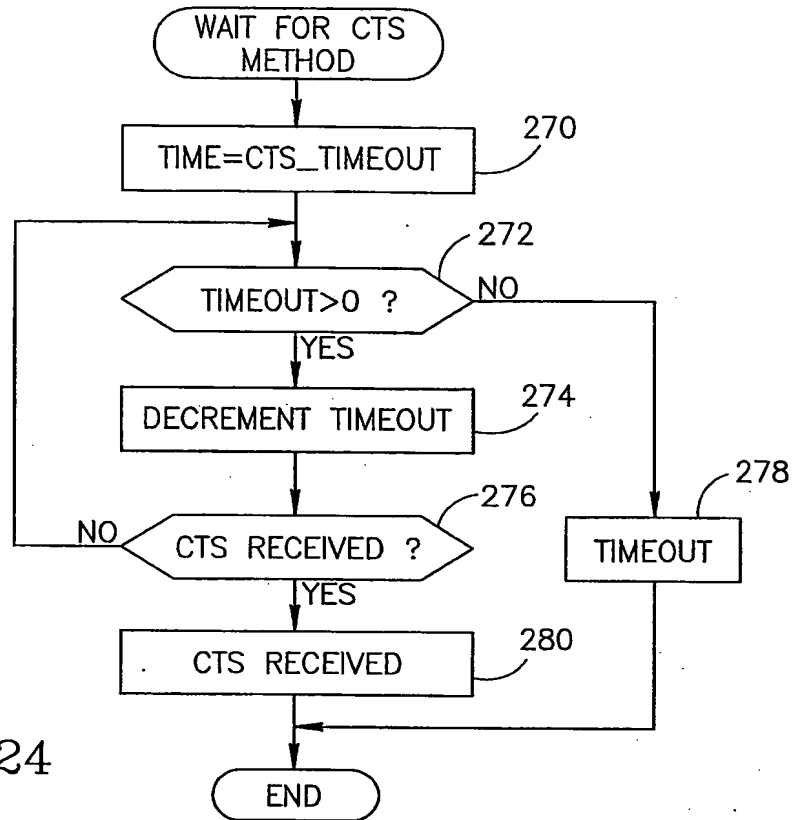 WAIT FOR CTS
METHOD
270
TIME=CTS_TIMEOUT
272
TIMEOUT>0 ?
NO
YES
274
DECREMENT TIMEOUT
276
278
NO
CTS RECEIVED ?
TIMEOUT
YES
280
CTS RECEIVED
24
END